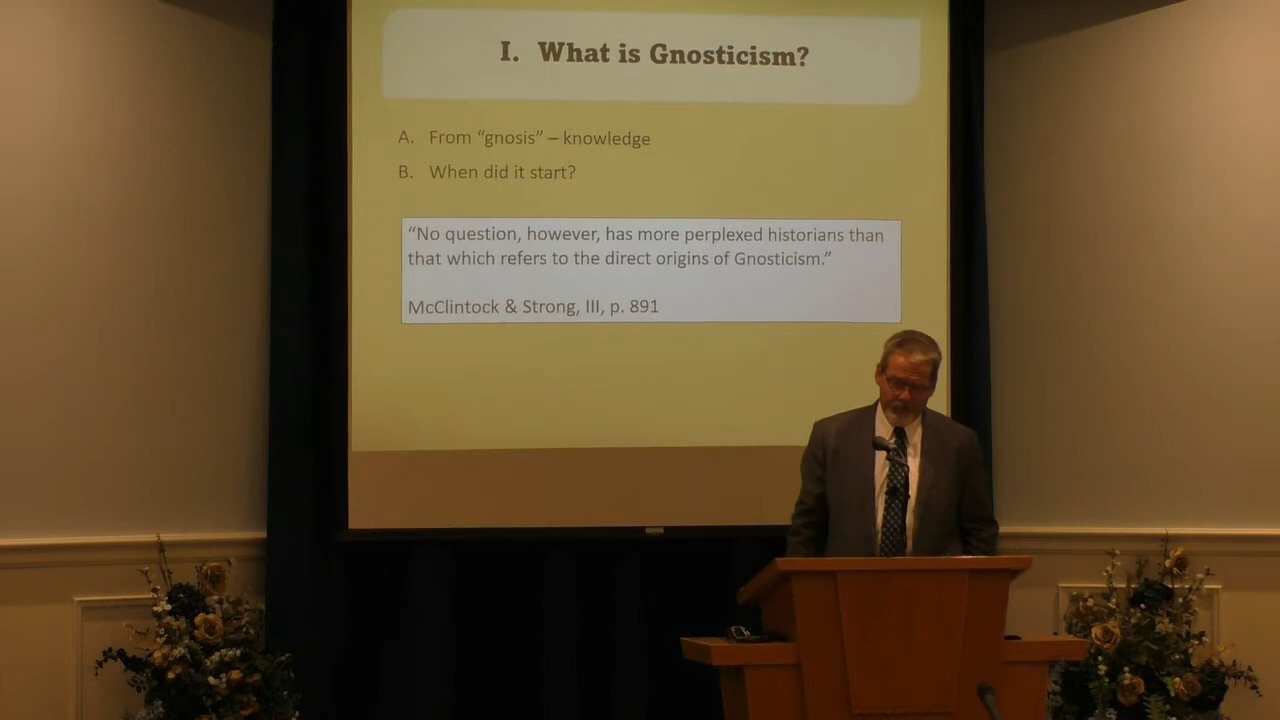 I. What is Gnosticism?
A. From “gnosis” – knowledge
B. When did it start?
“No question, however, has more perplexed historians than
that which refers to the direct origins of Gnosticism.”
McClintock & Strong, III, p. 891